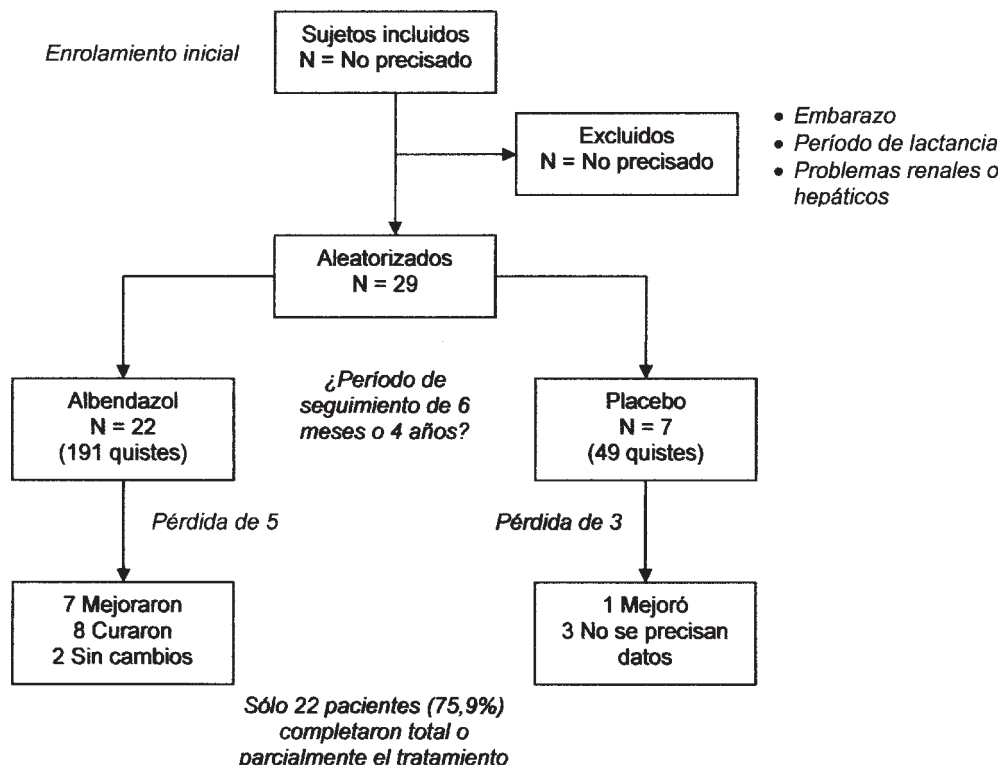 Enrolamiento inicial
Sujetos incluidos
N = No precisado
Excluidos
N = No precisado
• Embarazo
• Período de lactancia
• Problemas renales o
hepáticos
Aleatorizados
N = 29
Albendazol
N = 22
(191 quistes)
¿Período de
seguimiento de 6
meses o 4 años?
Placebo
N = 7
(49 quistes)
Pérdida de 5
Pérdida de 3
7 Mejoraron
8 Curaron
2 Sin cambios
1 Mejoró
3 No se precisan
datos
Sólo 22 pacientes (75,9%)
completaron total o
parcialmente el tratamiento